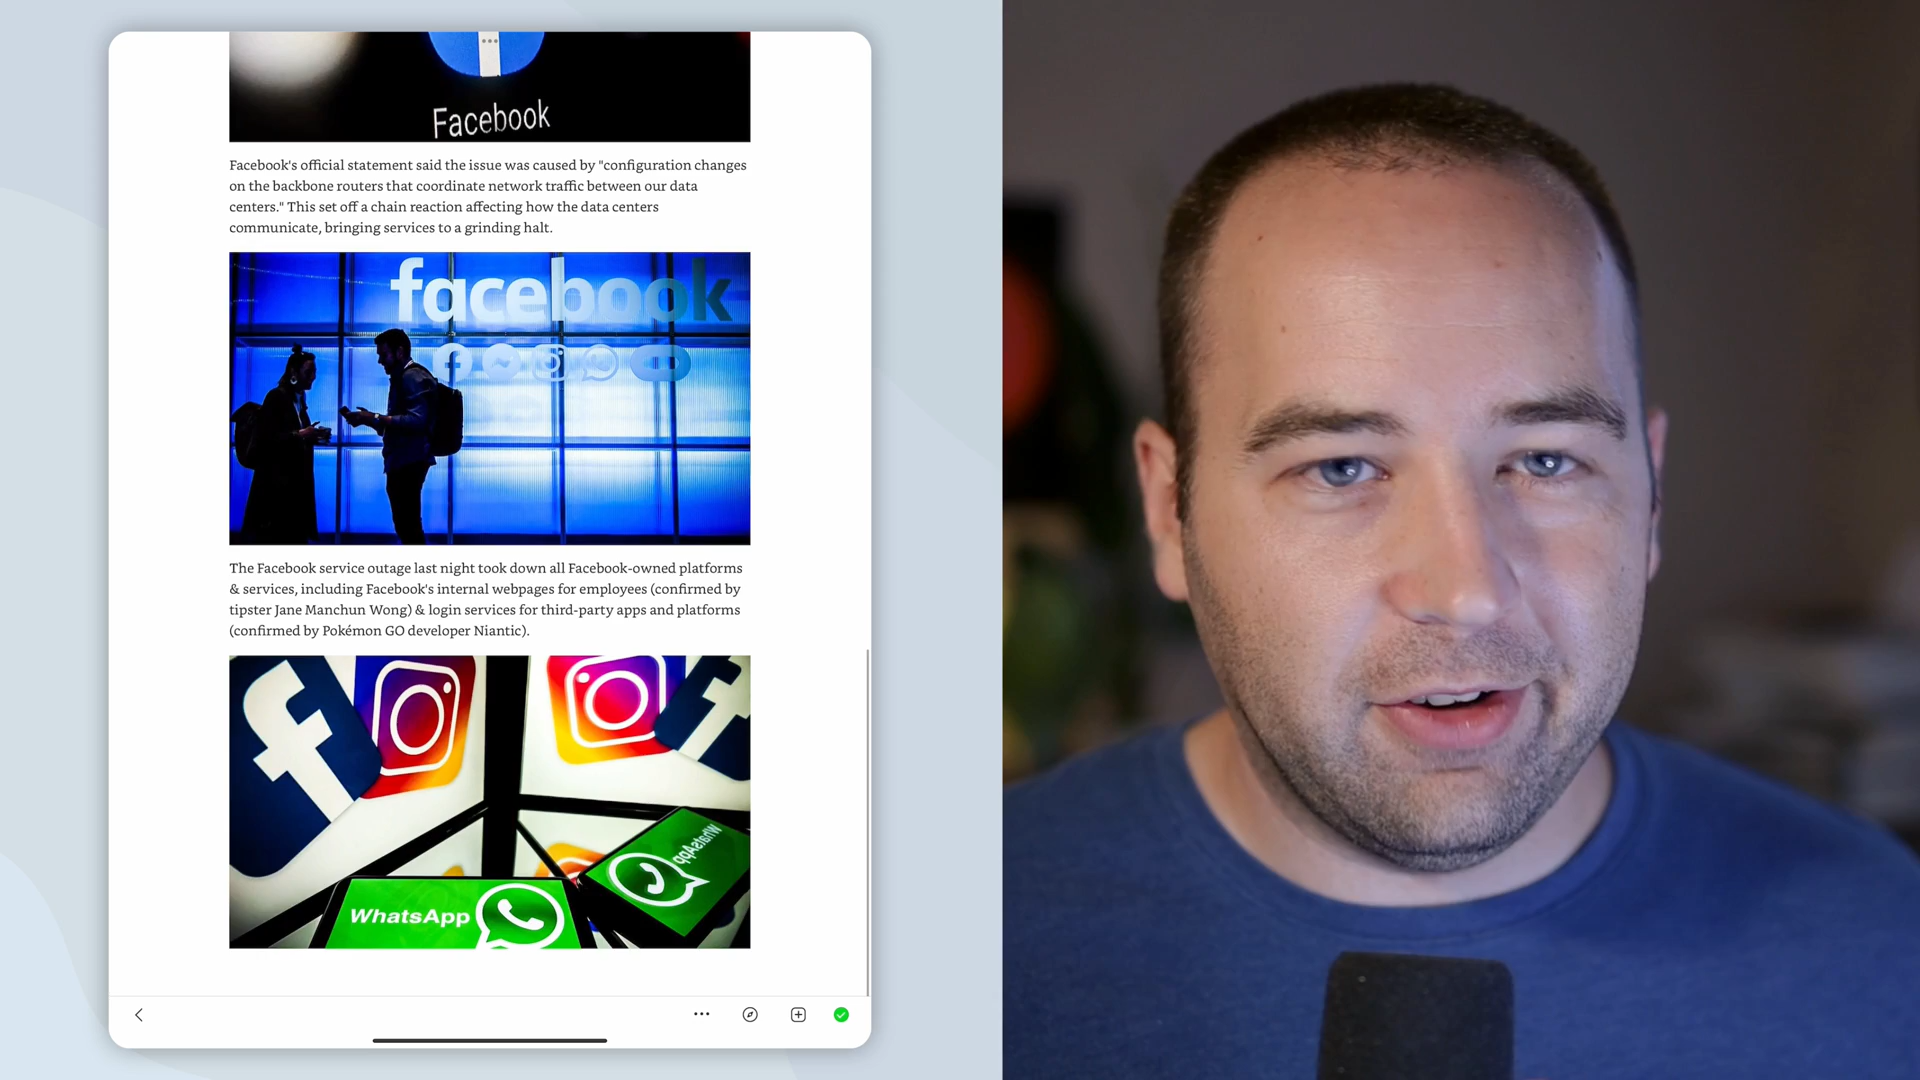 Facebook
Facebook's official statement said the issue was caused by "configuration changes
on the backbone routers that coordinate network traffic between our data
centers." This set off a chain reaction affecting how the data centers
communicate, bringing services to a grinding halt.
facebook
The Facebook service outage last night took down all Facebook-owned platforms
& services, including Facebook's internal webpages for employees (confirmed by
tipster Jane Manchun Wong) & login services for third-party apps and platforms
(confirmed by Pokémon GO developer Niantic).
WhatsApp
WhatsApp